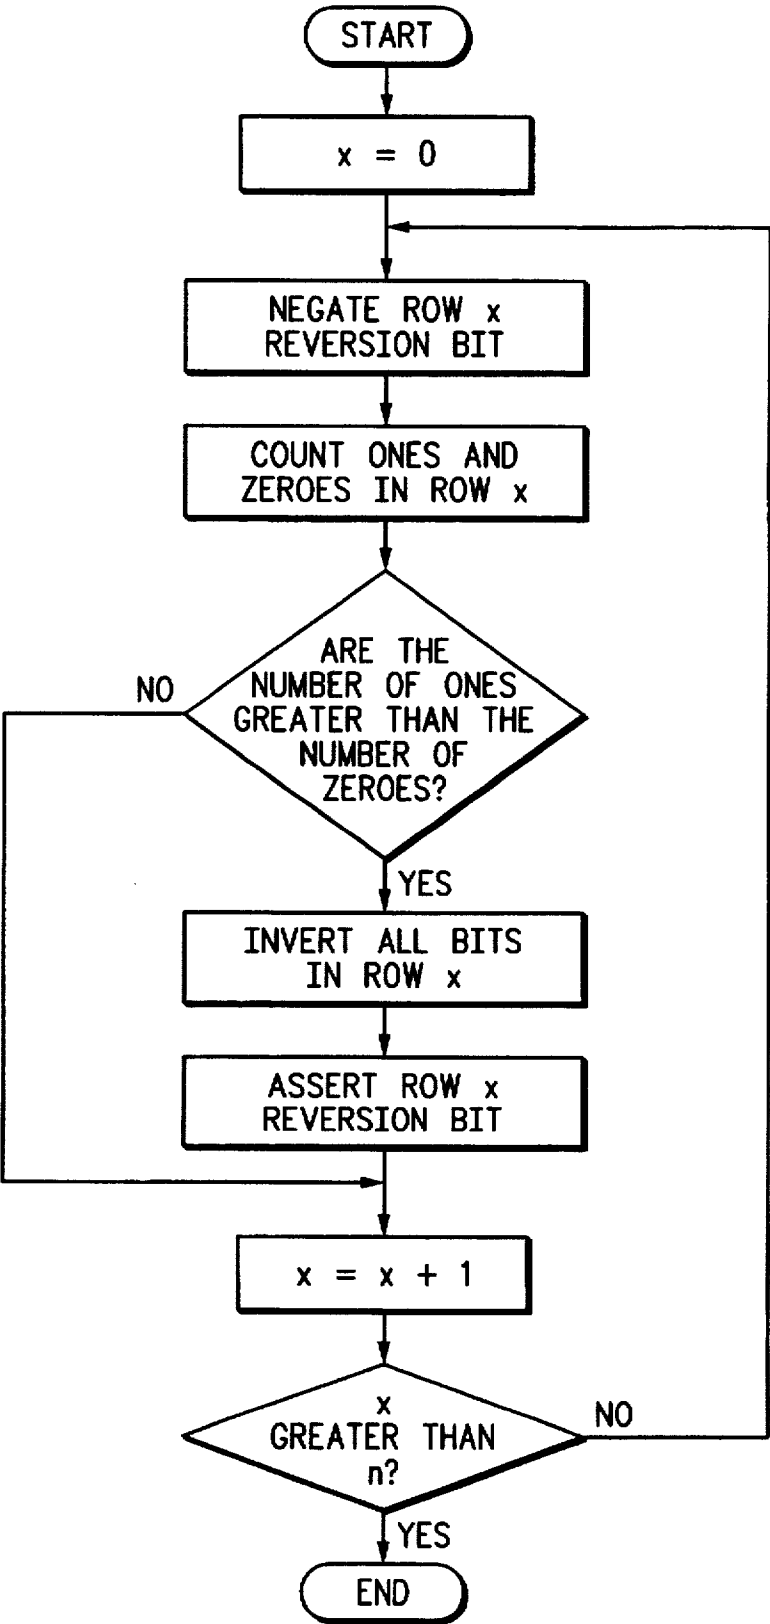 START
x = 0
NEGATE ROW x
REVERSION BIT
COUNT ONES AND
ZEROES IN ROW x
ARE THE
NUMBER OF ONES
GREATER THAN THE
NUMBER OF
ZEROES?
NO
YES
INVERT ALL BITS
IN ROW x
ASSERT ROW x
REVERSION BIT
x = x + 1
x
GREATER THAN
n?
NO
YES
END